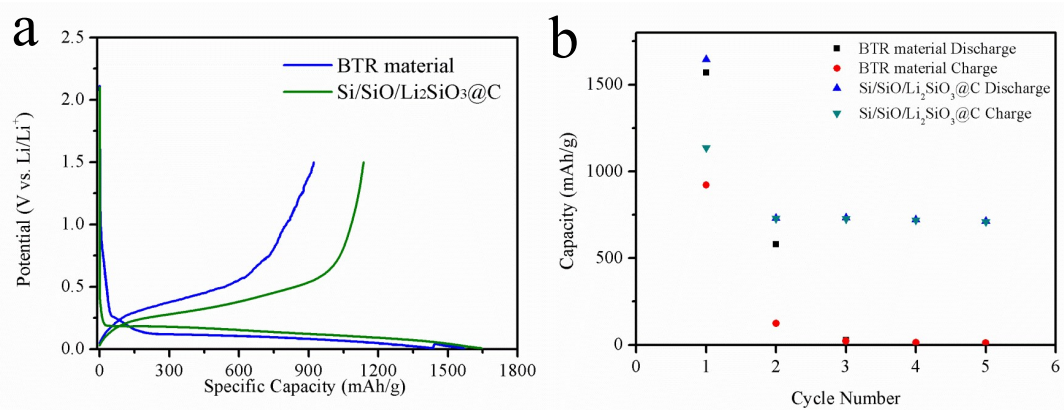 a
2.5
2.0
1.5
1.0
0.5
0.0
Potential (V vs. Li/Li⁺)
BTR material
Si/SiO/Li₂SiO₃@C
0 300 600 900 1200 1500 1800
Specific Capacity (mAh/g)
b
1500
1000
500
0
Capacity (mAh/g)
BTR material Discharge
BTR material Charge
Si/SiO/Li₂SiO₃@C Discharge
Si/SiO/Li₂SiO₃@C Charge
0 1 2 3 4 5 6
Cycle Number